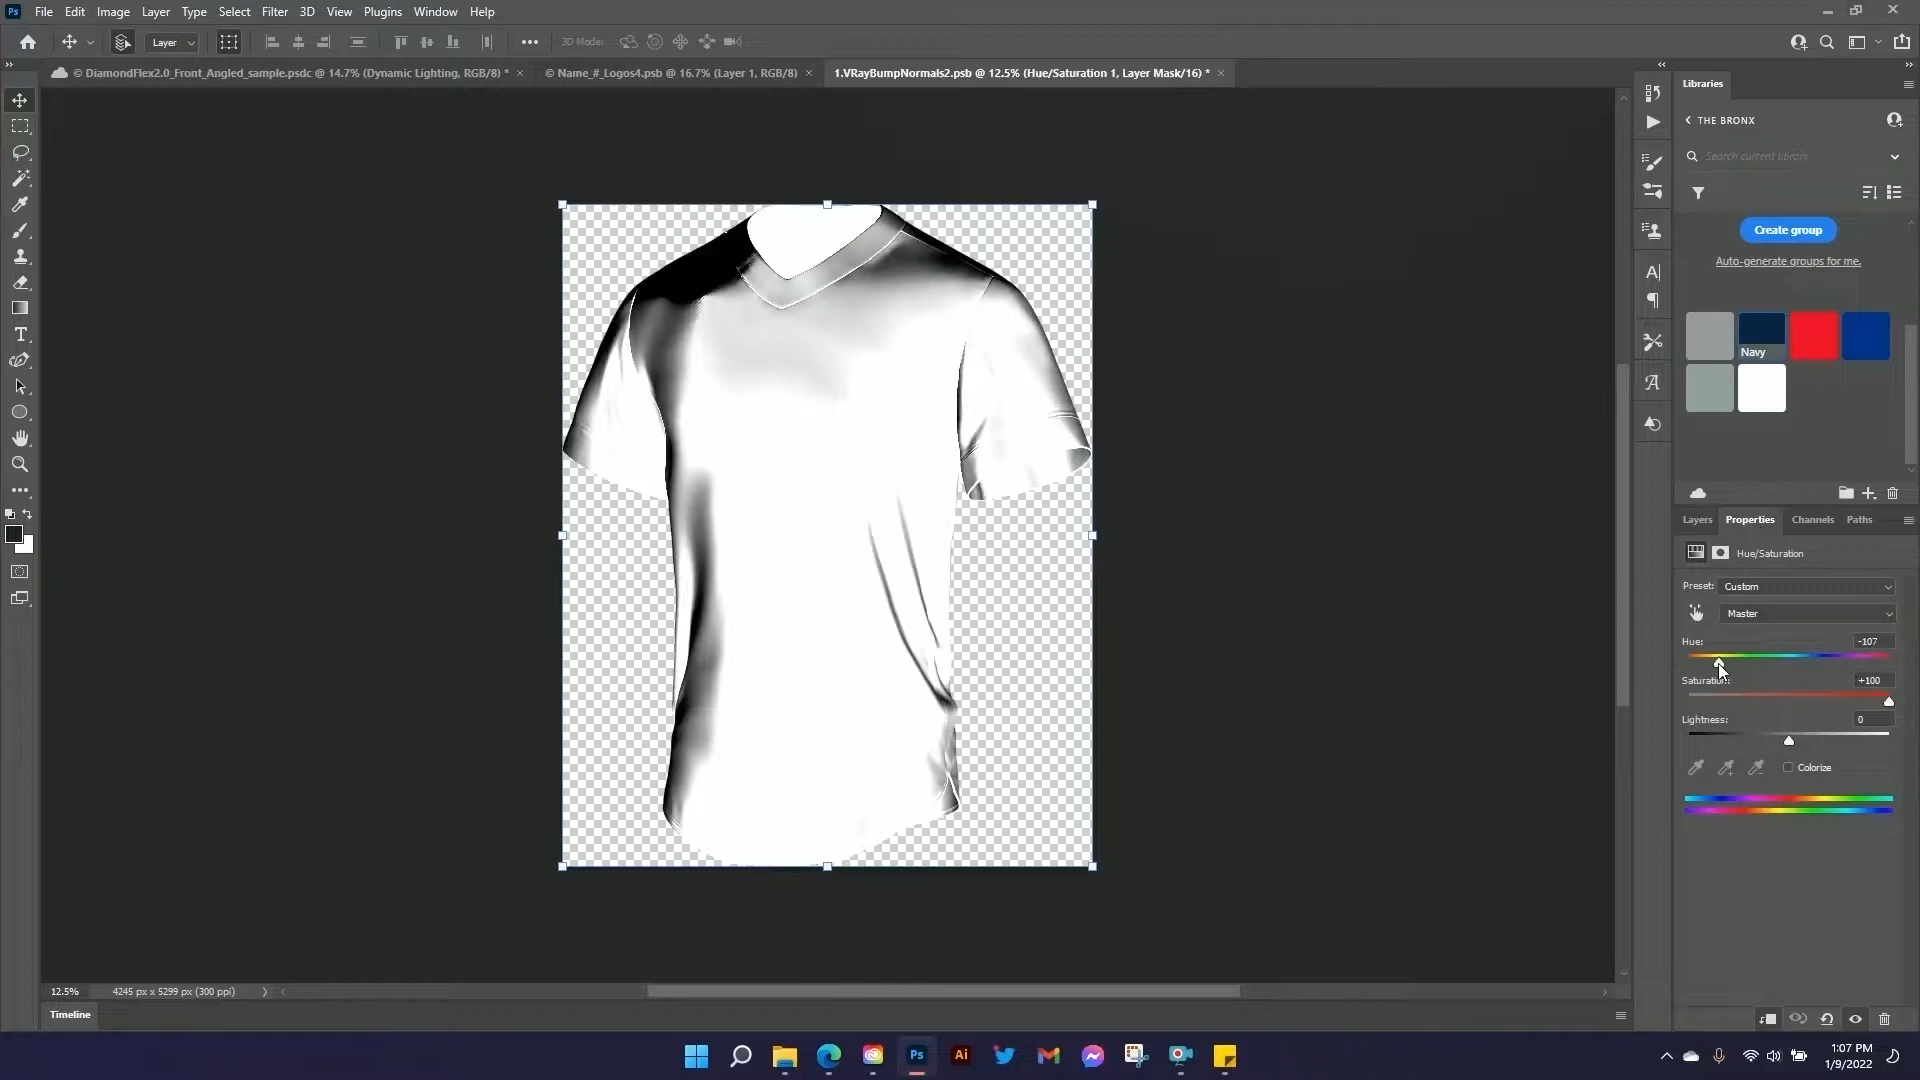 Ps File Edit Image Layer Type Select Filter 3D View Plugins Window Help
Layer 3D Mode:
© DiamondFlex2.0_Front_Angled_sample.psdc @ 14.7% (Dynamic Lighting, RGB/8) * × © Name_#_Logos4.psb @ 16.7% (Layer 1, RGB/8) × 1.VRayBumpNormals2.psb @ 12.5% (Hue/Saturation 1, Layer Mask/16) * ×
Libraries
THE BRONX
Search current library
Create group
Auto-generate groups for me.
Navy
Layers Properties Channels Paths
Hue/Saturation
Preset: Custom
Master
Hue: -107
Saturation: +100
Lightness: 0
Colorize
12.5% 4245 px x 5299 px (300 ppi)
Timeline
Ps Ai
1:07 PM
1/9/2022